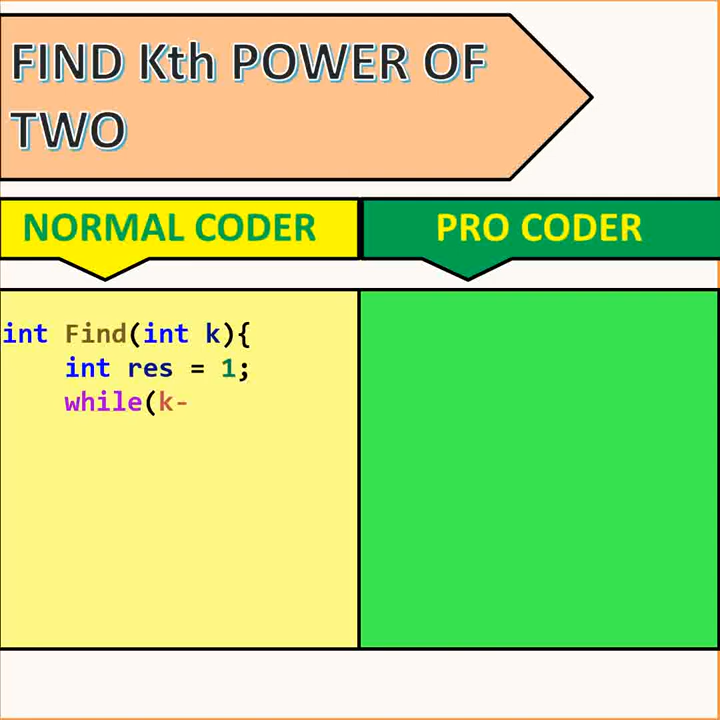 FIND Kth POWER OF
TWO
NORMAL CODER
PRO CODER
int Find(int k){
    int res = 1;
    while(k-